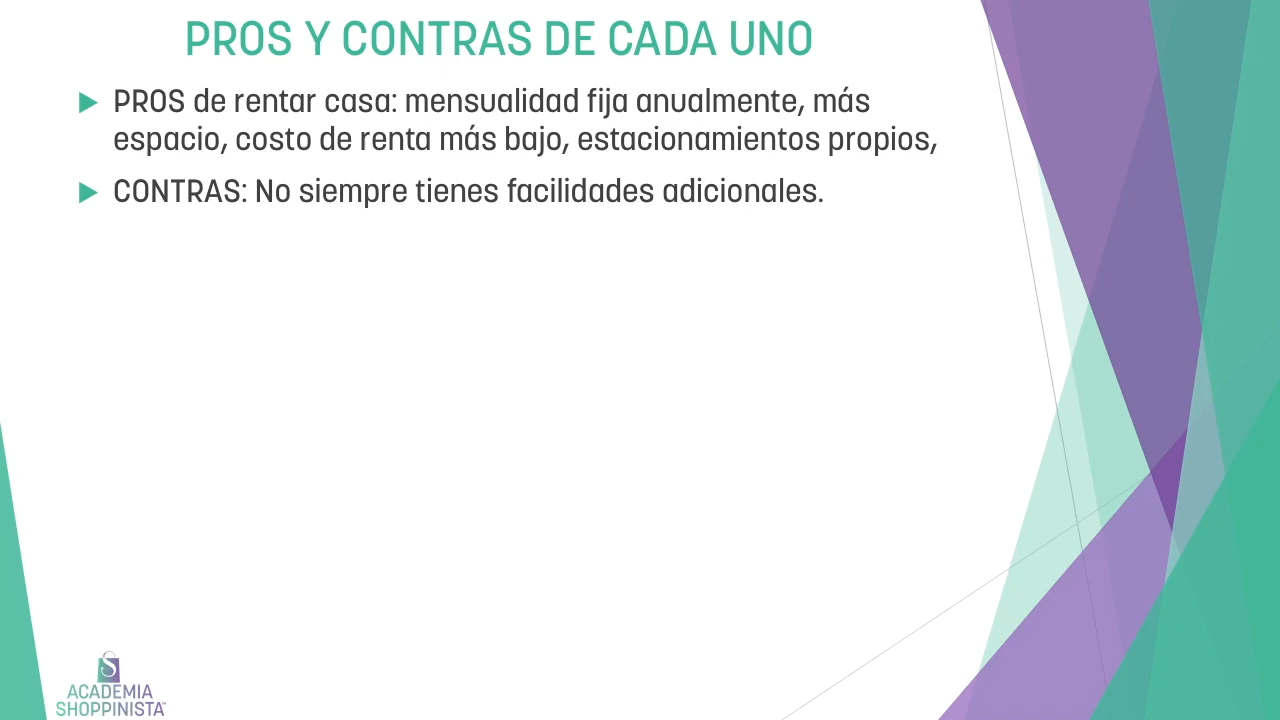 PROS Y CONTRAS DE CADA UNO
PROS de rentar casa: mensualidad fija anualmente, más
espacio, costo de renta más bajo, estacionamientos propios,
CONTRAS: No siempre tienes facilidades adicionales.
ACADEMIA
SHOPPINISTA™